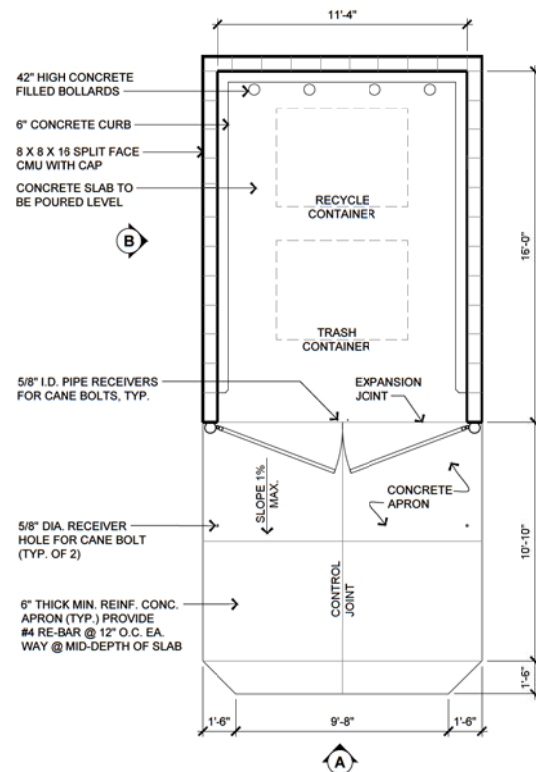 11'-4"
42" HIGH CONCRETE
FILLED BOLLARDS
6" CONCRETE CURB
8 X 8 X 16 SPLIT FACE
CMU WITH CAP
CONCRETE SLAB TO
BE POURED LEVEL
RECYCLE
CONTAINER
B
16'-0"
TRASH
CONTAINER
5/8" I.D. PIPE RECEIVERS
FOR CANE BOLTS, TYP.
EXPANSION
JOINT
SLOPE 1%
MAX.
CONCRETE
APRON
5/8" DIA. RECEIVER
HOLE FOR CANE BOLT
(TYP. OF 2)
10'-10"
CONTROL
JOINT
6" THICK MIN. REINF. CONC.
APRON (TYP.) PROVIDE
#4 RE-BAR @ 12" O.C. EA.
WAY @ MID-DEPTH OF SLAB
1'-6"
1'-6"
9'-8"
1'-6"
A